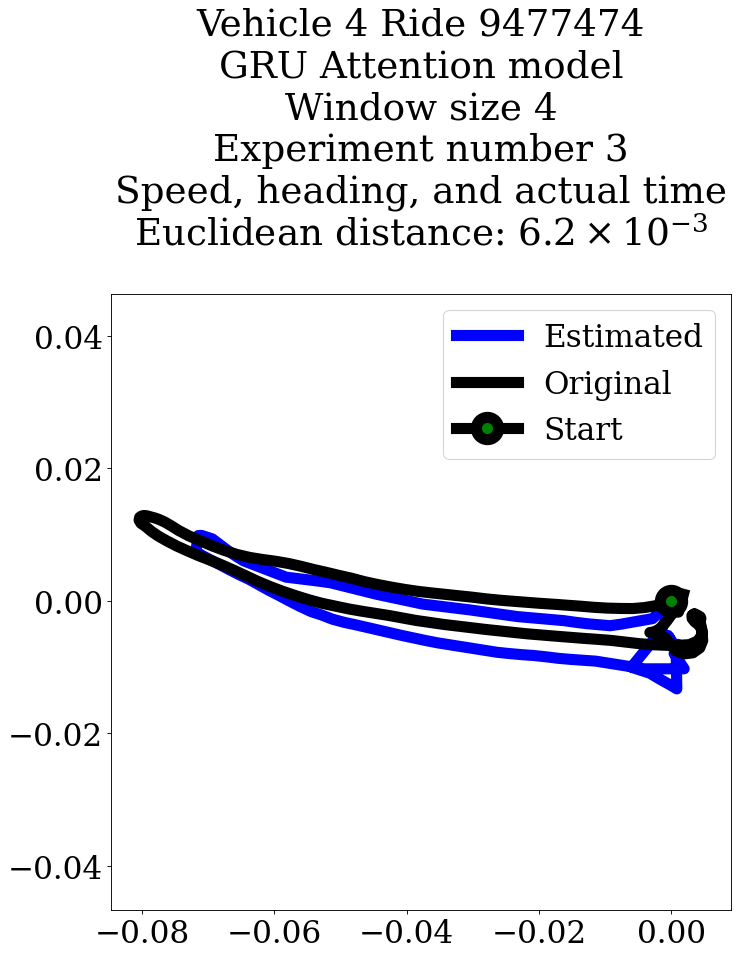 Vehicle 4 Ride 9477474
GRU Attention model
Window size 4
Experiment number 3
Speed, heading, and actual time
Euclidean distance: 6.2 × 10⁻³
Estimated
Original
Start
0.04
0.02
0.00
−0.02
−0.04
−0.08 −0.06 −0.04 −0.02 0.00